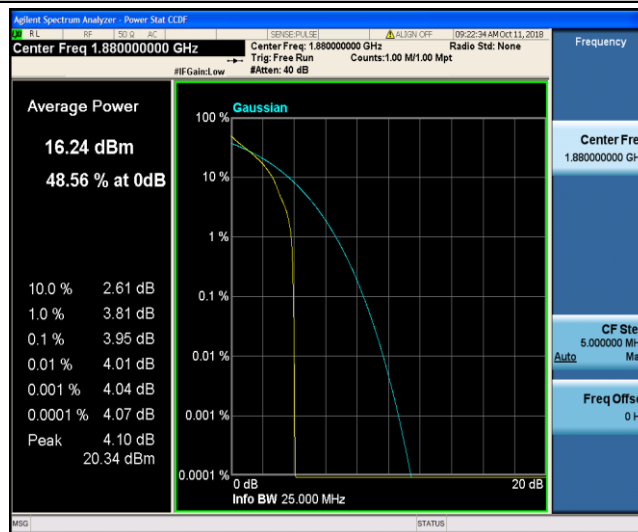 Agilent Spectrum Analyzer - Power Stat CCDF
RL RF 50 Ω AC SENSE:PULSE ALIGN OFF 09:22:34 AM Oct 11, 2018
Center Freq 1.880000000 GHz
Center Freq: 1.880000000 GHz Radio Std: None
Trig: Free Run Counts:1.00 M/1.00 Mpt
#IFGain:Low #Atten: 40 dB
Frequency
Average Power
16.24 dBm
48.56 % at 0dB
10.0 % 2.61 dB
1.0 % 3.81 dB
0.1 % 3.95 dB
0.01 % 4.01 dB
0.001 % 4.04 dB
0.0001 % 4.07 dB
Peak 4.10 dB
20.34 dBm
Gaussian
100 %
10 %
1 %
0.1 %
0.01 %
0.001 %
0.0001 %
0 dB 20 dB
Info BW 25.000 MHz
Center Fre
1.880000000 GH
CF Ste
5.000000 MH
Auto Ma
Freq Offse
0 H
MSG STATUS